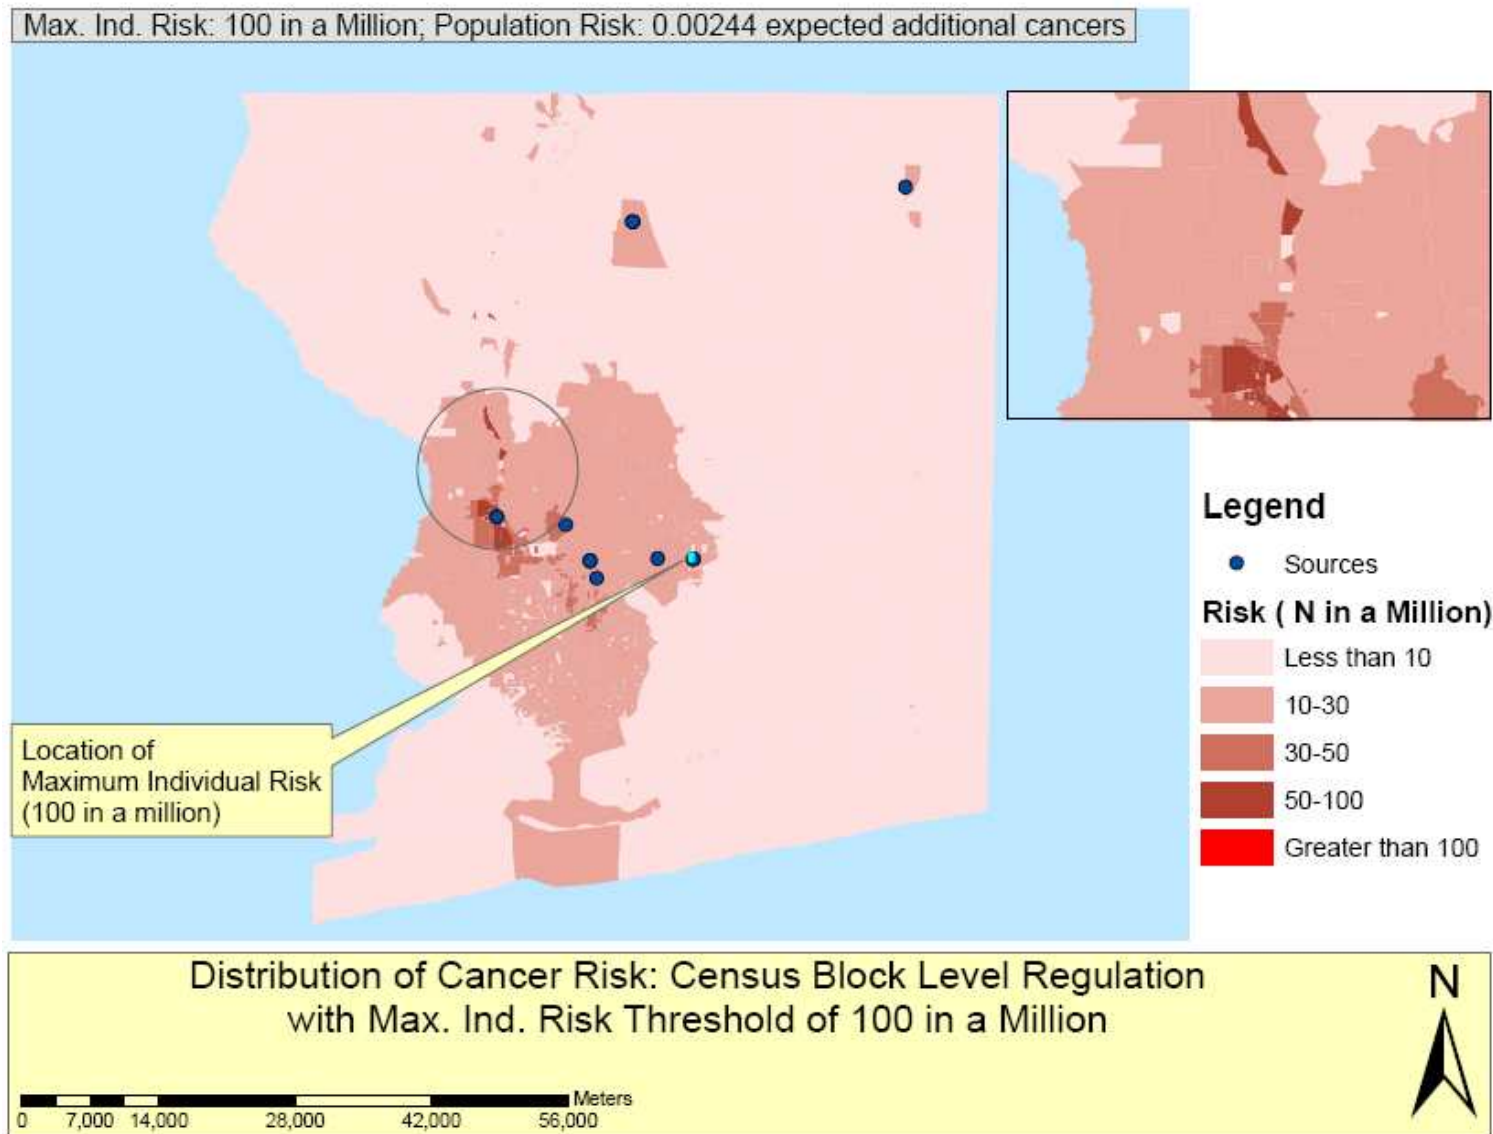 Max. Ind. Risk: 100 in a Million; Population Risk: 0.00244 expected additional cancers
Legend
Sources
Risk ( N in a Million)
Less than 10
10-30
30-50
50-100
Greater than 100
Location of
Maximum Individual Risk
(100 in a million)
Distribution of Cancer Risk: Census Block Level Regulation
with Max. Ind. Risk Threshold of 100 in a Million
N
Meters
0 7,000 14,000 28,000 42,000 56,000